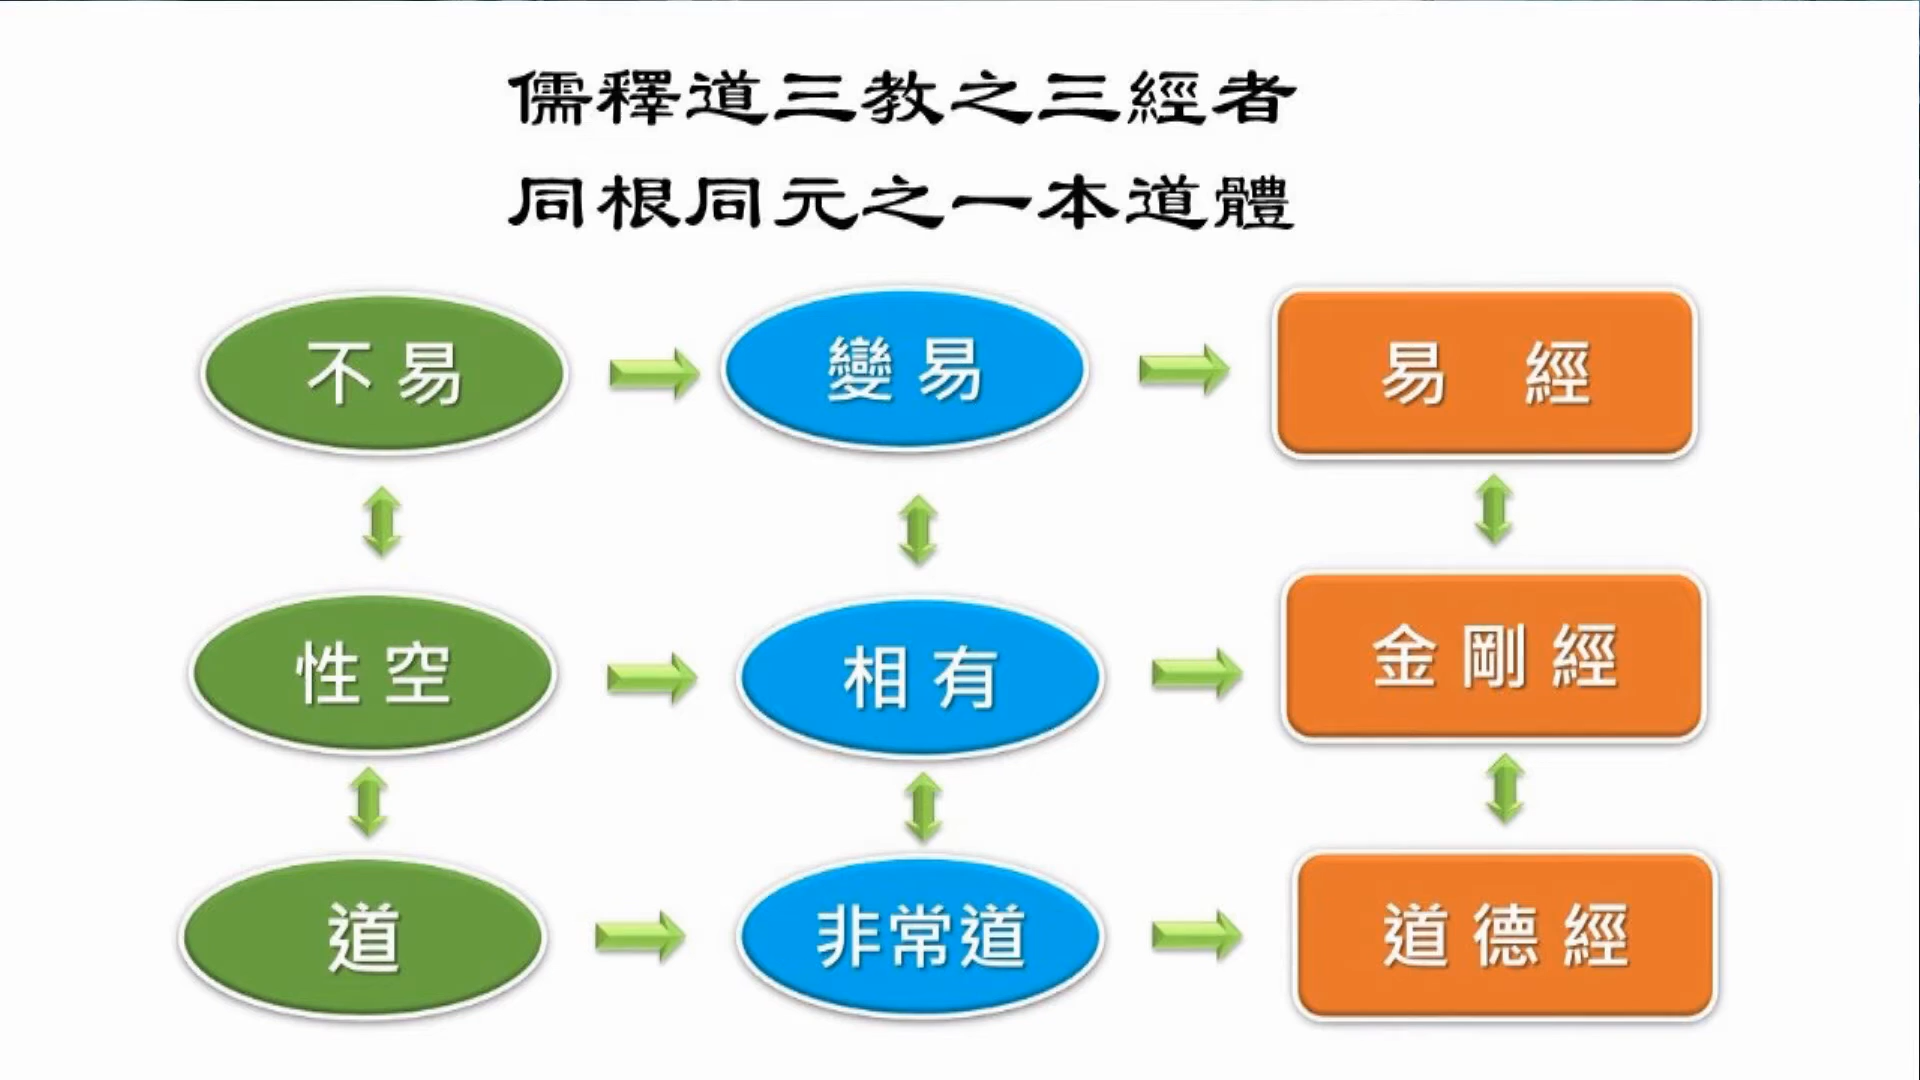 儒釋道三教之三經者
同根同元之一本道體
不易 變易 易經
性空 相有 金剛經
道 非常道 道德經